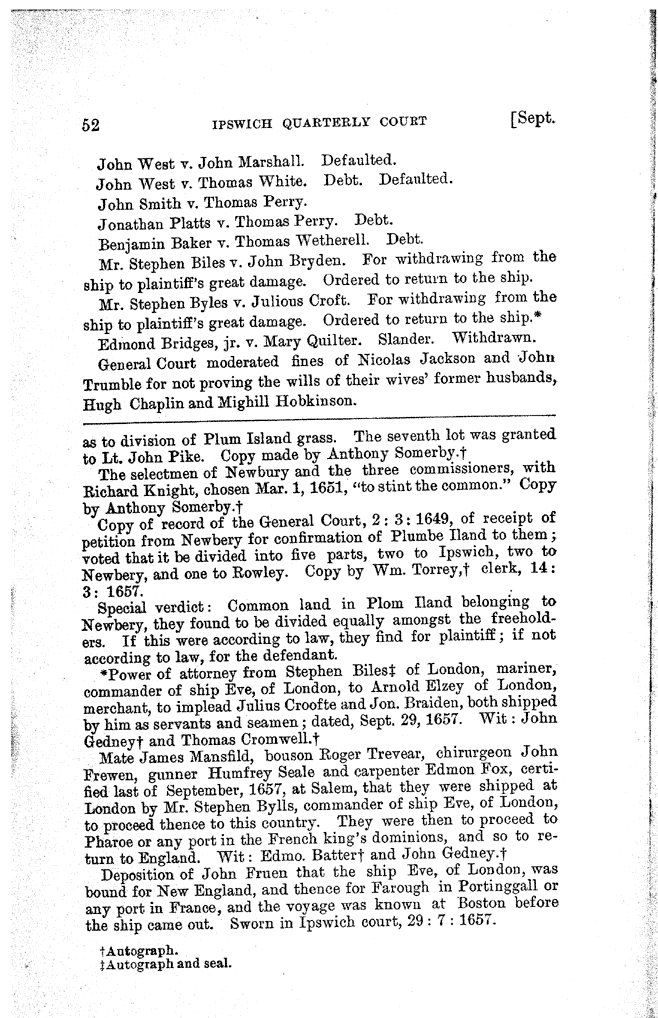 52 IPSWICH QUARTERLY COURT [Sept.
John West v. John Marshall. Defaulted.
John West v. Thomas White. Debt. Defaulted.
John Smith v. Thomas Perry.
Jonathan Platts v. Thomas Perry. Debt.
Benjamin Baker v. Thomas Wetherell. Debt.
Mr. Stephen Biles v. John Bryden. For withdrawing from the
ship to plaintiff's great damage. Ordered to return to the ship.
Mr. Stephen Byles v. Julious Croft. For withdrawing from the
ship to plaintiff's great damage. Ordered to return to the ship.*
Edmond Bridges, jr. v. Mary Quilter. Slander. Withdrawn.
General Court moderated fines of Nicolas Jackson and John
Trumble for not proving the wills of their wives' former husbands,
Hugh Chaplin and Mighill Hobkinson.
as to division of Plum Island grass. The seventh lot was granted
to Lt. John Pike. Copy made by Anthony Somerby.†
The selectmen of Newbury and the three commissioners, with
Richard Knight, chosen Mar. 1, 1651, "to stint the common." Copy
by Anthony Somerby.†
Copy of record of the General Court, 2 : 3 : 1649, of receipt of
petition from Newbery for confirmation of Plumbe Iland to them;
voted that it be divided into five parts, two to Ipswich, two to
Newbery, and one to Rowley. Copy by Wm. Torrey,† clerk, 14 :
3 : 1657.
Special verdict: Common land in Plom Iland belonging to
Newbery, they found to be divided equally amongst the freehold-
ers. If this were according to law, they find for plaintiff; if not
according to law, for the defendant.
*Power of attorney from Stephen Biles‡ of London, mariner,
commander of ship Eve, of London, to Arnold Elzey of London,
merchant, to implead Julius Croofte and Jon. Braiden, both shipped
by him as servants and seamen; dated, Sept. 29, 1657. Wit: John
Gedney† and Thomas Cromwell.†
Mate James Mansfild, bouson Roger Trevear, chirurgeon John
Frewen, gunner Humfrey Seale and carpenter Edmon Fox, certi-
fied last of September, 1657, at Salem, that they were shipped at
London by Mr. Stephen Bylls, commander of ship Eve, of London,
to proceed thence to this country. They were then to proceed to
Pharoe or any port in the French king's dominions, and so to re-
turn to England. Wit: Edmo. Batter† and John Gedney.†
Deposition of John Fruen that the ship Eve, of London, was
bound for New England, and thence for Farough in Portinggall or
any port in France, and the voyage was known at Boston before
the ship came out. Sworn in Ipswich court, 29 : 7 : 1657.
†Autograph.
‡Autograph and seal.